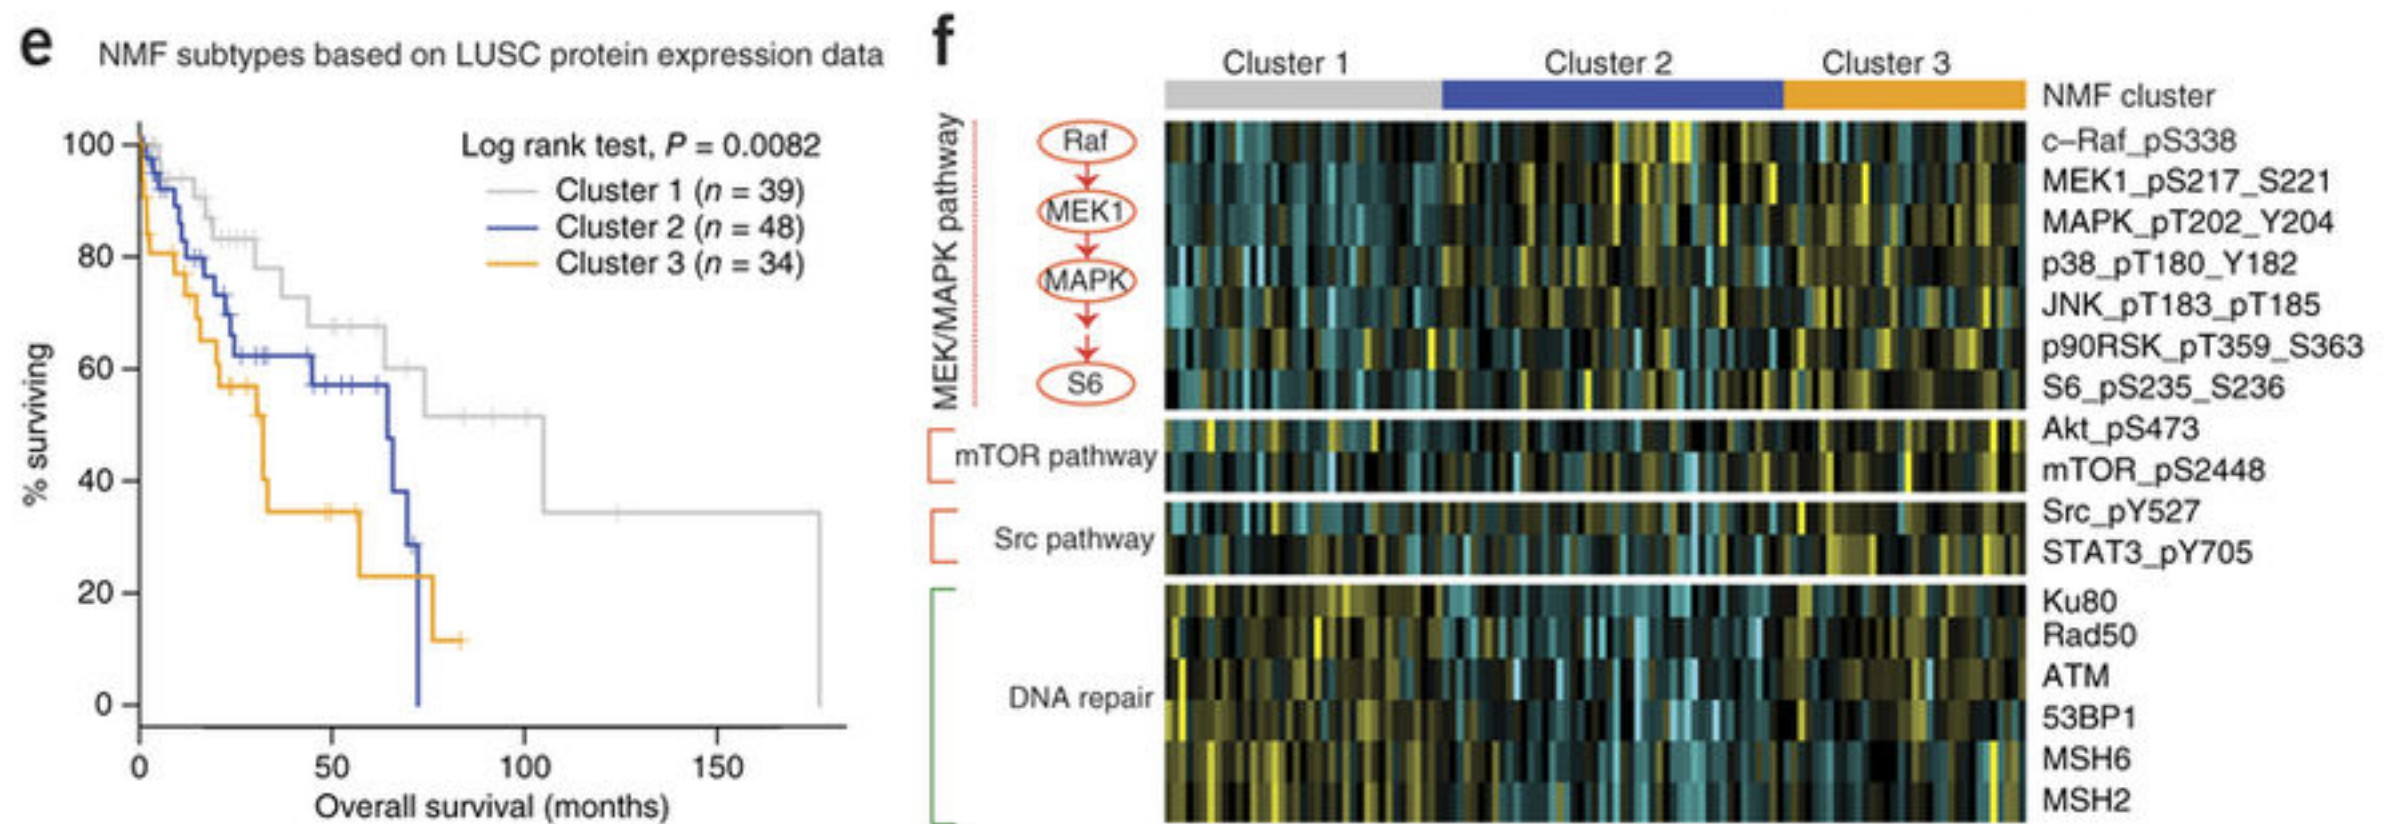 e
NMF subtypes based on LUSC protein expression data
Log rank test, P = 0.0082
Cluster 1 (n = 39)
Cluster 2 (n = 48)
Cluster 3 (n = 34)
% surviving
100
80
60
40
20
0
0 50 100 150
Overall survival (months)
f
Cluster 1 Cluster 2 Cluster 3
NMF cluster
MEK/MAPK pathway
Raf
MEK1
MAPK
S6
c–Raf_pS338
MEK1_pS217_S221
MAPK_pT202_Y204
p38_pT180_Y182
JNK_pT183_pT185
p90RSK_pT359_S363
S6_pS235_S236
mTOR pathway
Akt_pS473
mTOR_pS2448
Src pathway
Src_pY527
STAT3_pY705
DNA repair
Ku80
Rad50
ATM
53BP1
MSH6
MSH2